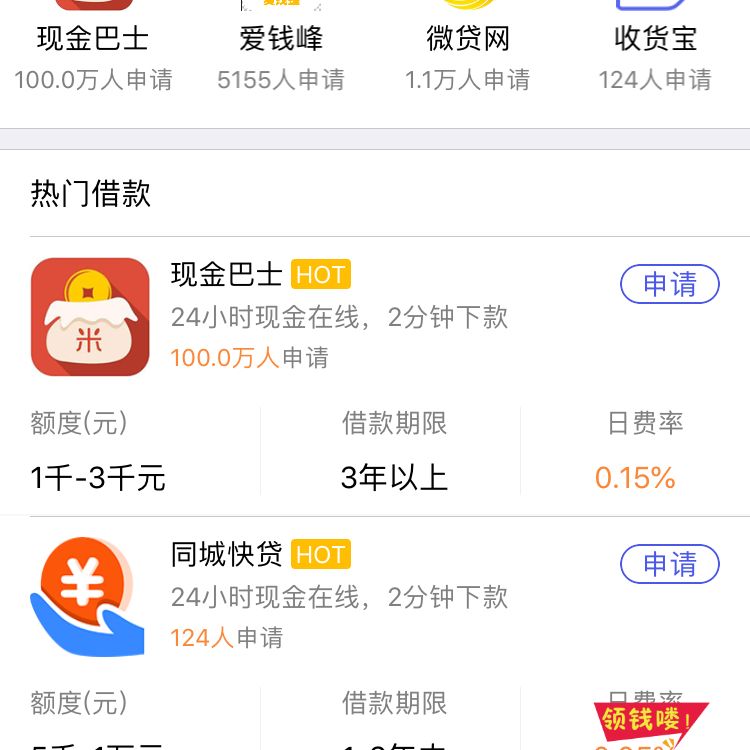 现金巴士 爱钱峰 微贷网 收货宝
100.0万人申请 5155人申请 1.1万人申请 124人申请
热门借款
现金巴士 HOT
申请
24小时现金在线，2分钟下款
100.0万人申请
米
额度(元) 借款期限 日费率
1千-3千元 3年以上 0.15%
同城快贷 HOT
申请
24小时现金在线，2分钟下款
124人申请
额度(元) 借款期限 日费率
领钱喽!